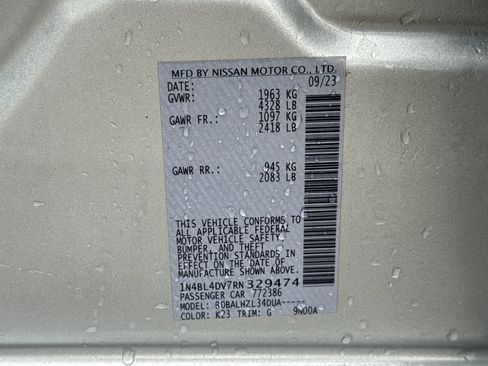 MFD BY NISSAN MOTOR CO., LTD.
DATE: 09/23
GVWR: 1963 KG
4328 LB
GAWR FR.: 1097 KG
2418 LB
GAWR RR.: 945 KG
2083 LB
THIS VEHICLE CONFORMS TO
ALL APPLICABLE FEDERAL
MOTOR VEHICLE SAFETY,
BUMPER, AND THEFT
PREVENTION STANDARDS
IN EFFECT ON THE DATE OF
MANUFACTURE SHOWN ABOVE.
1N4BL4DV7RN329474
PASSENGER CAR 772386
MODEL: BDBALHZL34DUA-----
COLOR: K23 TRIM: G 9N00A